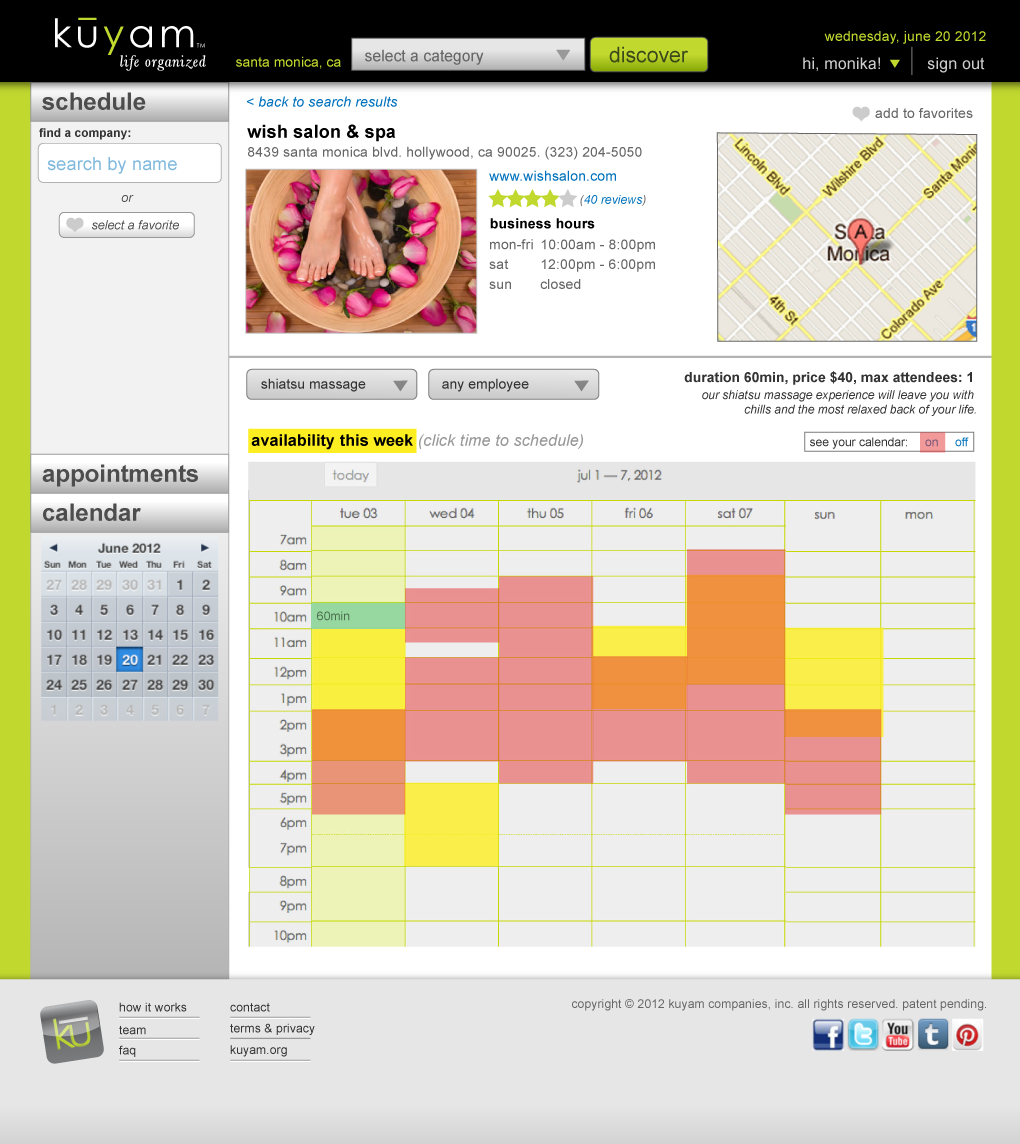 kūyam™
life organized
santa monica, ca
select a category
discover
wednesday, june 20 2012
hi, monika!
sign out
schedule
find a company:
search by name
or
select a favorite
appointments
calendar
June 2012
Sun Mon Tue Wed Thu Fri Sat
27 28 29 30 31 1 2
3 4 5 6 7 8 9
10 11 12 13 14 15 16
17 18 19 20 21 22 23
24 25 26 27 28 29 30
1 2 3 4 5 6 7
< back to search results
wish salon & spa
8439 santa monica blvd. hollywood, ca 90025. (323) 204-5050
add to favorites
www.wishsalon.com
(40 reviews)
business hours
mon-fri 10:00am - 8:00pm
sat 12:00pm - 6:00pm
sun closed
Lincoln Blvd
Wilshire Blvd
Santa Moni
A
Santa
Monica
4th St
Colorado Ave
1
shiatsu massage
any employee
duration 60min, price $40, max attendees: 1
our shiatsu massage experience will leave you with
chills and the most relaxed back of your life.
availability this week (click time to schedule)
see your calendar: on off
today
jul 1 — 7, 2012
tue 03 wed 04 thu 05 fri 06 sat 07 sun mon
7am
8am
9am
10am 60min
11am
12pm
1pm
2pm
3pm
4pm
5pm
6pm
7pm
8pm
9pm
10pm
kū
how it works
team
faq
contact
terms & privacy
kuyam.org
copyright © 2012 kuyam companies, inc. all rights reserved. patent pending.
f
t
You
Tube
t
p